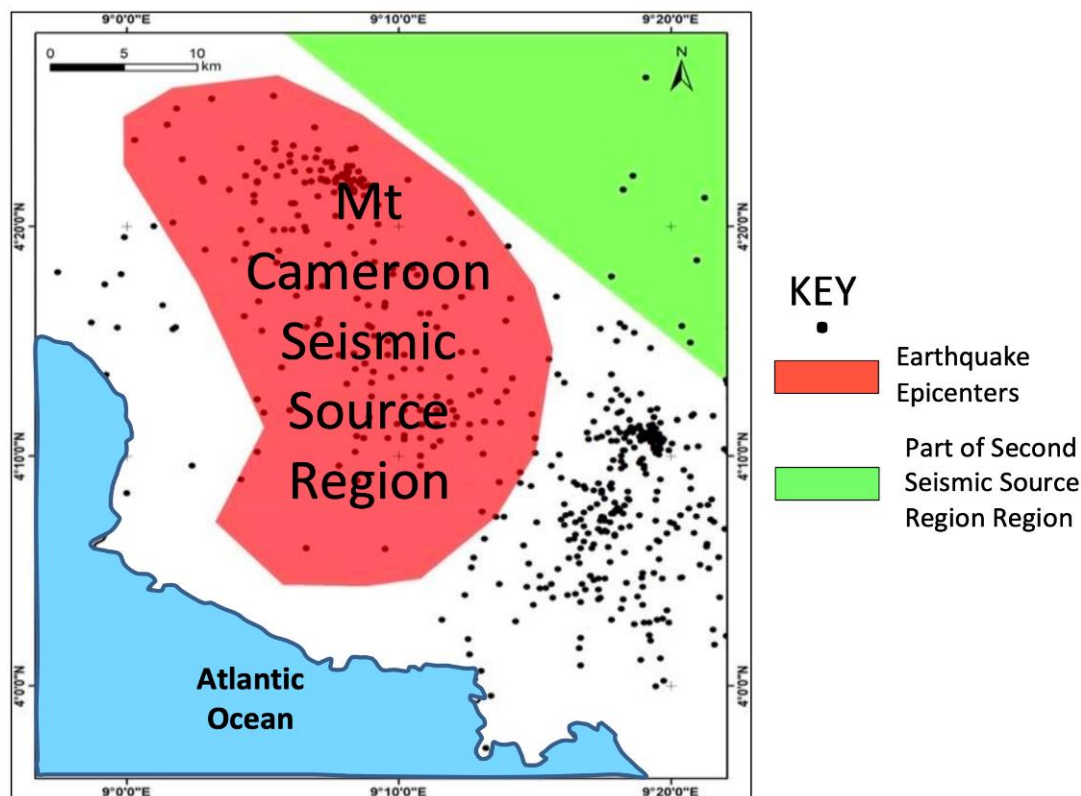 9°0'0"E 9°10'0"E 9°20'0"E
0 5 10
km
N
4°20'0"N 4°20'0"N
4°10'0"N 4°10'0"N
4°0'0"N 4°0'0"N
Mt
Cameroon
Seismic
Source
Region
Atlantic
Ocean
9°0'0"E 9°10'0"E 9°20'0"E
KEY
Earthquake
Epicenters
Part of Second
Seismic Source
Region Region